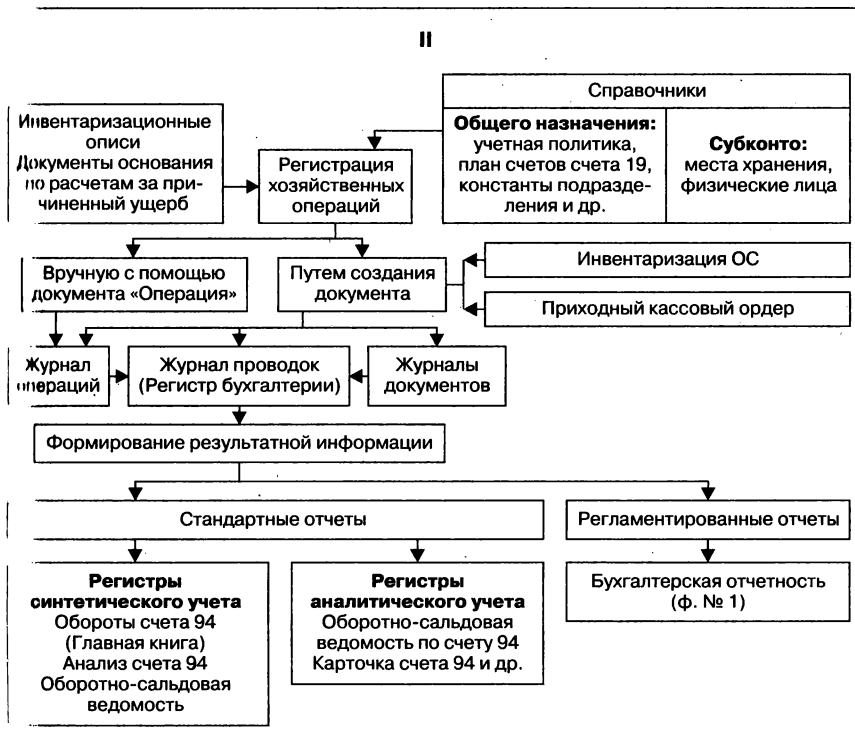 II
Справочники
Инвентаризационные
описи
Документы основания
по расчетам за при-
чиненный ущерб
Регистрация
хозяйственных
операций
Общего назначения:
учетная политика,
план счетов счета 19,
константы подразде-
ления и др.
Субконто:
места хранения,
физические лица
Вручную с помощью
документа «Операция»
Путем создания
документа
Инвентаризация ОС
Приходный кассовый ордер
Журнал
операций
Журнал проводок
(Регистр бухгалтерии)
Журналы
документов
Формирование результатной информации
Стандартные отчеты
Регламентированные отчеты
Регистры
синтетического учета
Обороты счета 94
(Главная книга)
Анализ счета 94
Оборотно-сальдовая
ведомость
Регистры
аналитического учета
Оборотно-сальдовая
ведомость по счету 94
Карточка счета 94 и др.
Бухгалтерская отчетность
(ф. № 1)